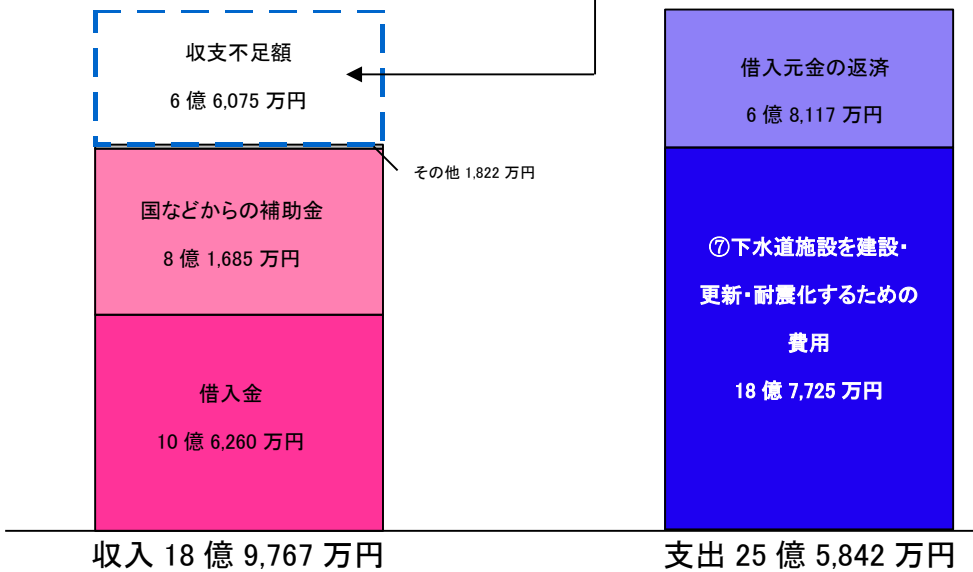 収支不足額
6 億 6,075 万円
その他 1,822 万円
国などからの補助金
8 億 1,685 万円
借入金
10 億 6,260 万円
収入 18 億 9,767 万円
借入元金の返済
6 億 8,117 万円
⑦下水道施設を建設・
更新・耐震化するための
費用
18 億 7,725 万円
支出 25 億 5,842 万円